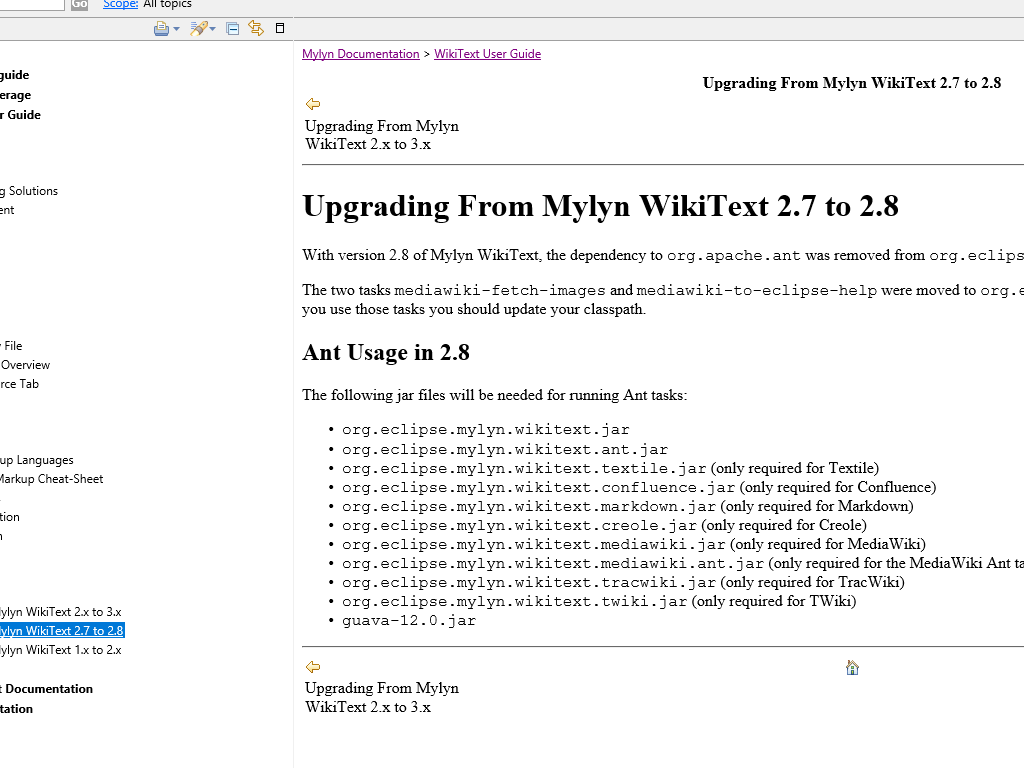 Go Scope: All topics
guide
erage
r Guide
g Solutions
ent
File
Overview
rce Tab
up Languages
Markup Cheat-Sheet
tion
Mylyn WikiText 2.x to 3.x
Mylyn WikiText 2.7 to 2.8
Mylyn WikiText 1.x to 2.x
t Documentation
tation
Mylyn Documentation > WikiText User Guide
Upgrading From Mylyn WikiText 2.7 to 2.8
Upgrading From Mylyn
WikiText 2.x to 3.x
Upgrading From Mylyn WikiText 2.7 to 2.8
With version 2.8 of Mylyn WikiText, the dependency to org.apache.ant was removed from org.eclips
The two tasks mediawiki-fetch-images and mediawiki-to-eclipse-help were moved to org.e
you use those tasks you should update your classpath.
Ant Usage in 2.8
The following jar files will be needed for running Ant tasks:
• org.eclipse.mylyn.wikitext.jar
• org.eclipse.mylyn.wikitext.ant.jar
• org.eclipse.mylyn.wikitext.textile.jar (only required for Textile)
• org.eclipse.mylyn.wikitext.confluence.jar (only required for Confluence)
• org.eclipse.mylyn.wikitext.markdown.jar (only required for Markdown)
• org.eclipse.mylyn.wikitext.creole.jar (only required for Creole)
• org.eclipse.mylyn.wikitext.mediawiki.jar (only required for MediaWiki)
• org.eclipse.mylyn.wikitext.mediawiki.ant.jar (only required for the MediaWiki Ant ta
• org.eclipse.mylyn.wikitext.tracwiki.jar (only required for TracWiki)
• org.eclipse.mylyn.wikitext.twiki.jar (only required for TWiki)
• guava-12.0.jar
Upgrading From Mylyn
WikiText 2.x to 3.x